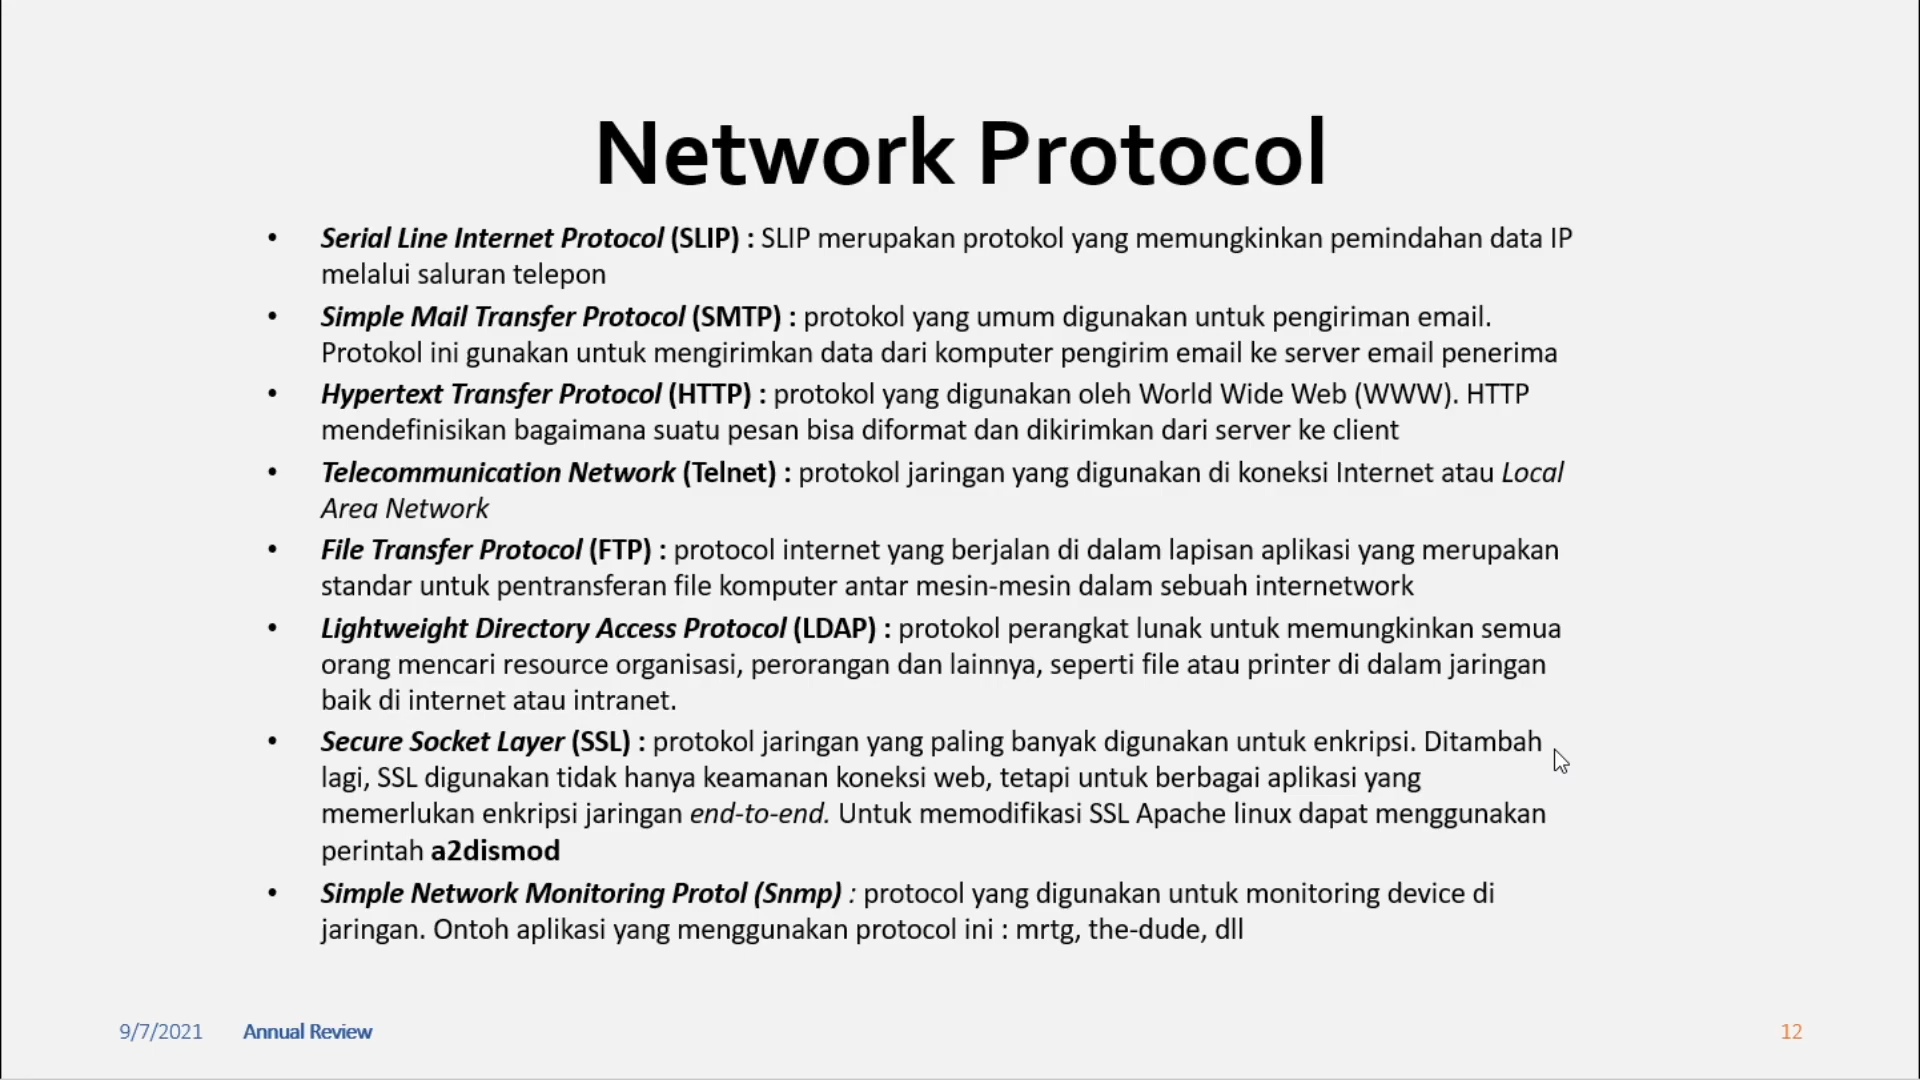 Network Protocol
• Serial Line Internet Protocol (SLIP) : SLIP merupakan protokol yang memungkinkan pemindahan data IP
melalui saluran telepon
• Simple Mail Transfer Protocol (SMTP) : protokol yang umum digunakan untuk pengiriman email.
Protokol ini gunakan untuk mengirimkan data dari komputer pengirim email ke server email penerima
• Hypertext Transfer Protocol (HTTP) : protokol yang digunakan oleh World Wide Web (WWW). HTTP
mendefinisikan bagaimana suatu pesan bisa diformat dan dikirimkan dari server ke client
• Telecommunication Network (Telnet) : protokol jaringan yang digunakan di koneksi Internet atau Local
Area Network
• File Transfer Protocol (FTP) : protocol internet yang berjalan di dalam lapisan aplikasi yang merupakan
standar untuk pentransferan file komputer antar mesin-mesin dalam sebuah internetwork
• Lightweight Directory Access Protocol (LDAP) : protokol perangkat lunak untuk memungkinkan semua
orang mencari resource organisasi, perorangan dan lainnya, seperti file atau printer di dalam jaringan
baik di internet atau intranet.
• Secure Socket Layer (SSL) : protokol jaringan yang paling banyak digunakan untuk enkripsi. Ditambah
lagi, SSL digunakan tidak hanya keamanan koneksi web, tetapi untuk berbagai aplikasi yang
memerlukan enkripsi jaringan end-to-end. Untuk memodifikasi SSL Apache linux dapat menggunakan
perintah a2dismod
• Simple Network Monitoring Protol (Snmp) : protocol yang digunakan untuk monitoring device di
jaringan. Ontoh aplikasi yang menggunakan protocol ini : mrtg, the-dude, dll
9/7/2021 Annual Review 12